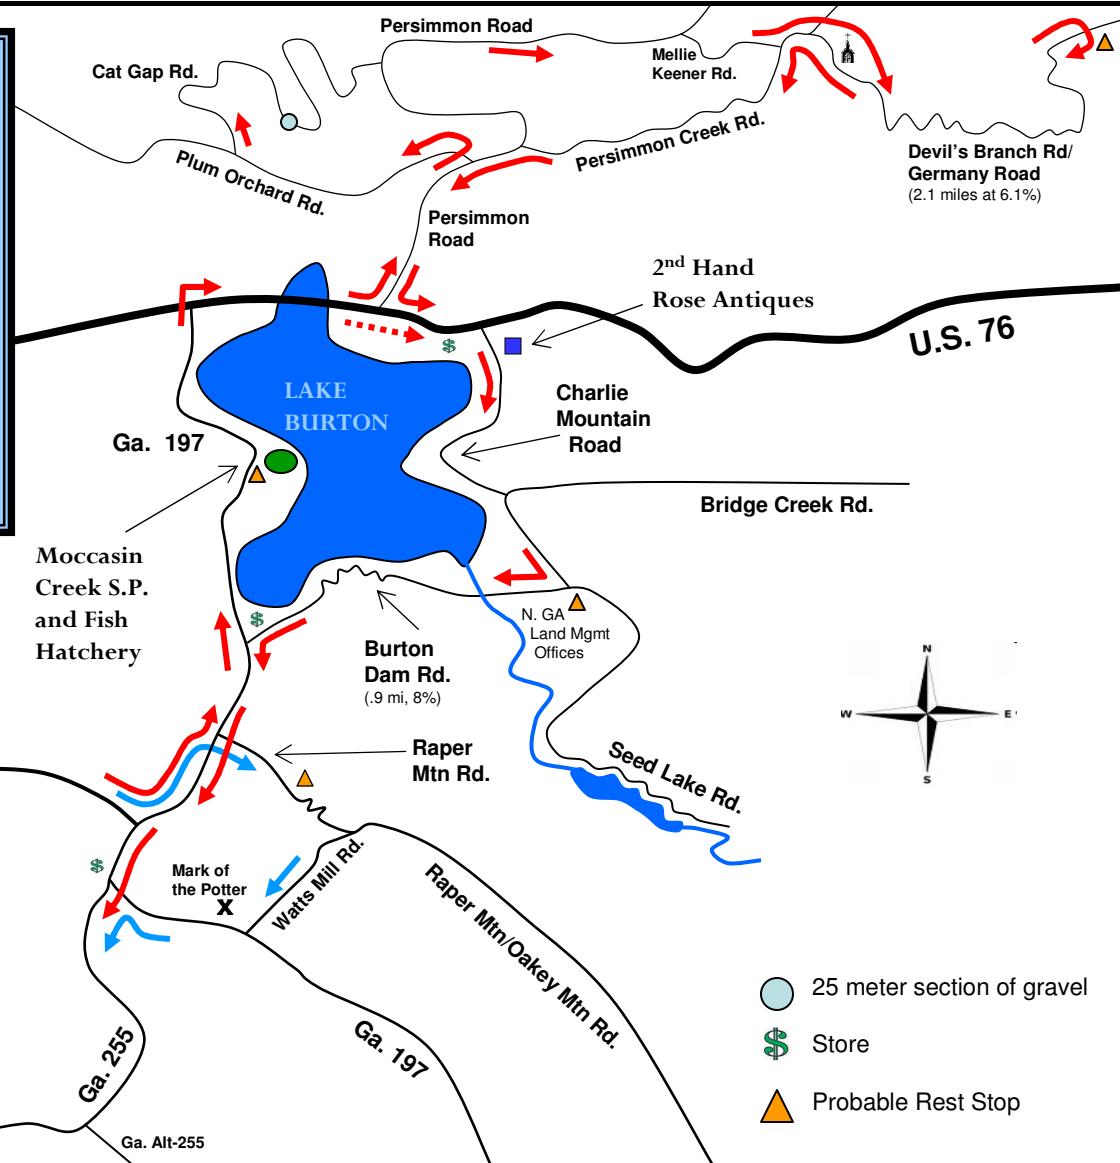 Persimmon Road
Cat Gap Rd.
Mellie
Keener Rd.
Plum Orchard Rd.
Persimmon Creek Rd.
Devil's Branch Rd/
Germany Road
(2.1 miles at 6.1%)
Persimmon
Road
2nd Hand
Rose Antiques
U.S. 76
$
LAKE
BURTON
Charlie
Mountain
Road
Ga. 197
Bridge Creek Rd.
Moccasin
Creek S.P.
and Fish
Hatchery
$
N. GA
Land Mgmt
Offices
Burton
Dam Rd.
(.9 mi, 8%)
N
W
E
S
Raper
Mtn Rd.
Seed Lake Rd.
$
Mark of
the Potter
X
Watts Mill Rd.
Raper Mtn/Oakey Mtn Rd.
Ga. 255
Ga. 197
Ga. Alt-255
25 meter section of gravel
$ Store
Probable Rest Stop